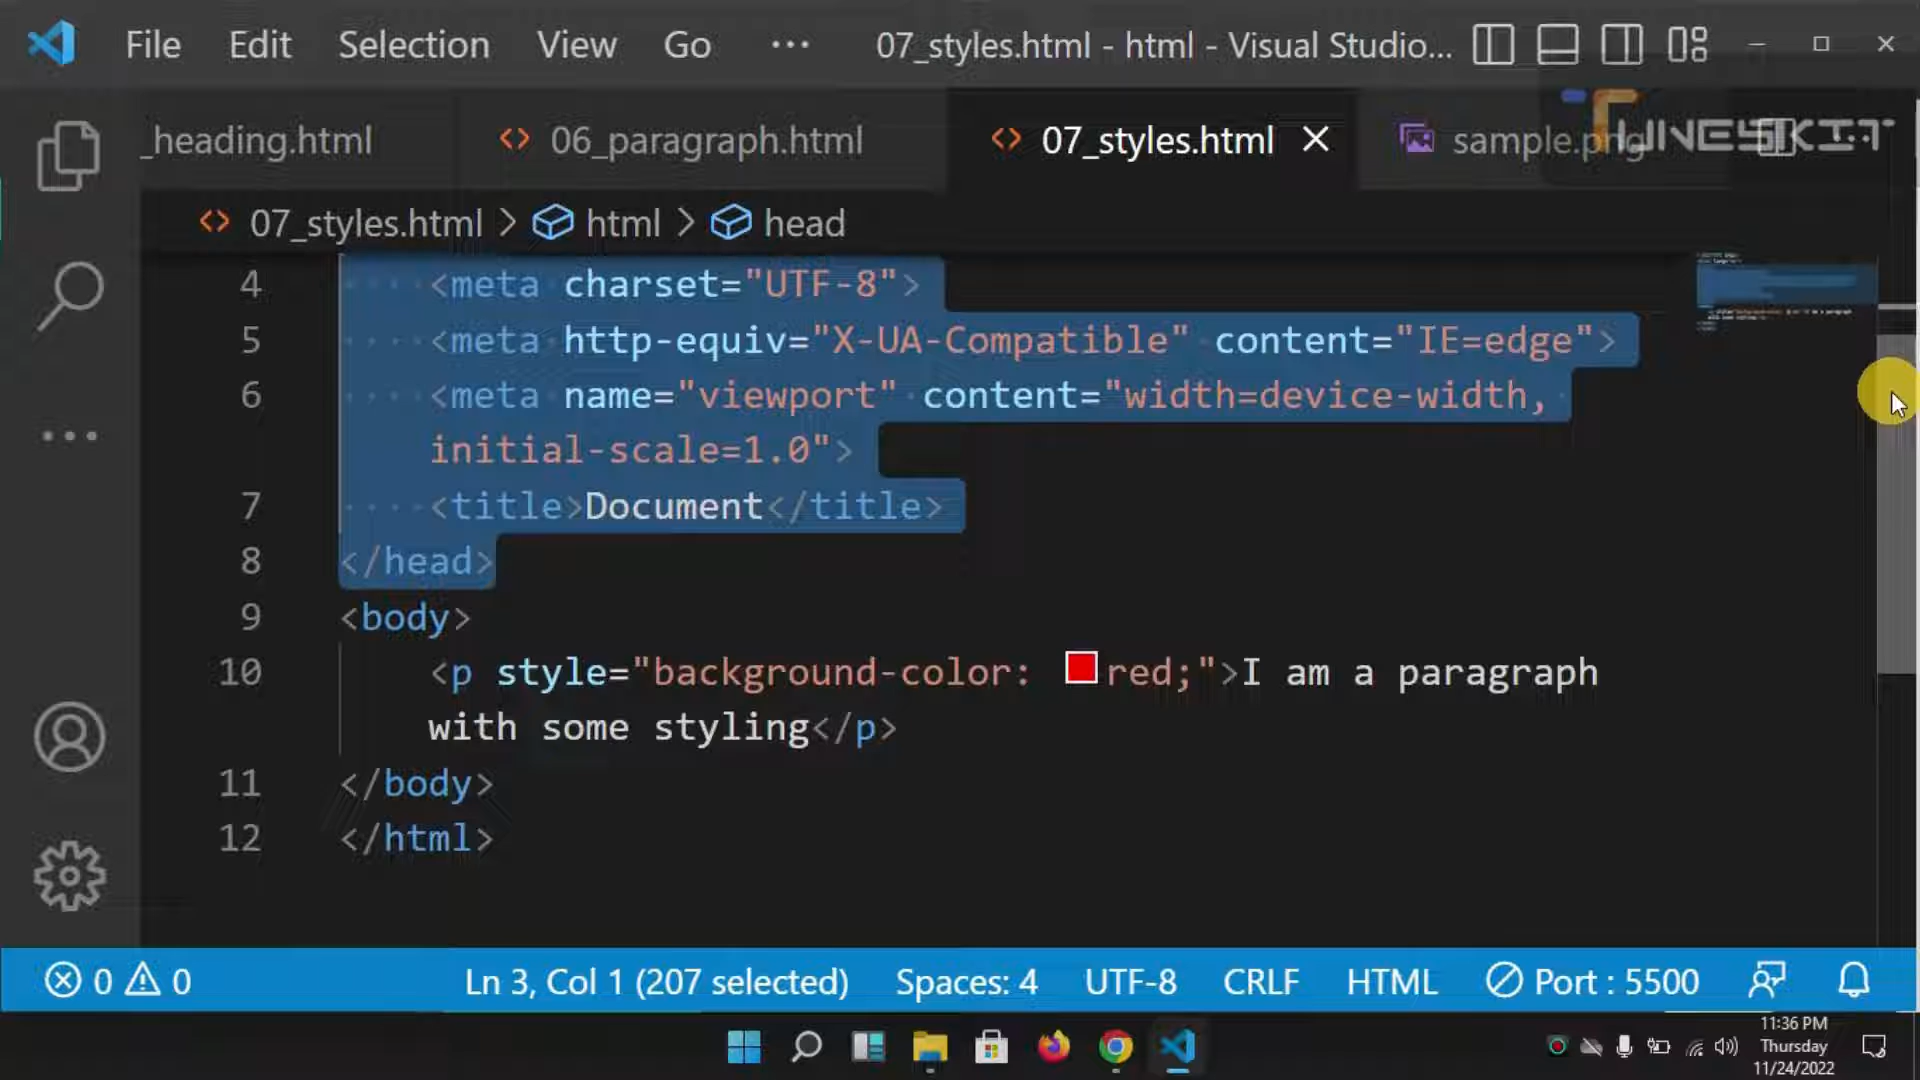 File Edit Selection View Go ··· 07_styles.html - html - Visual Studio...
_heading.html 06_paragraph.html 07_styles.html sample.png
TUNESKIT
07_styles.html > html > head
4 <meta charset="UTF-8">
5 <meta http-equiv="X-UA-Compatible" content="IE=edge">
6 <meta name="viewport" content="width=device-width,
initial-scale=1.0">
7 <title>Document</title>
8 </head>
9 <body>
10 <p style="background-color: red;">I am a paragraph
with some styling</p>
11 </body>
12 </html>
0 0 Ln 3, Col 1 (207 selected) Spaces: 4 UTF-8 CRLF HTML Port : 5500
11:36 PM
Thursday
11/24/2022